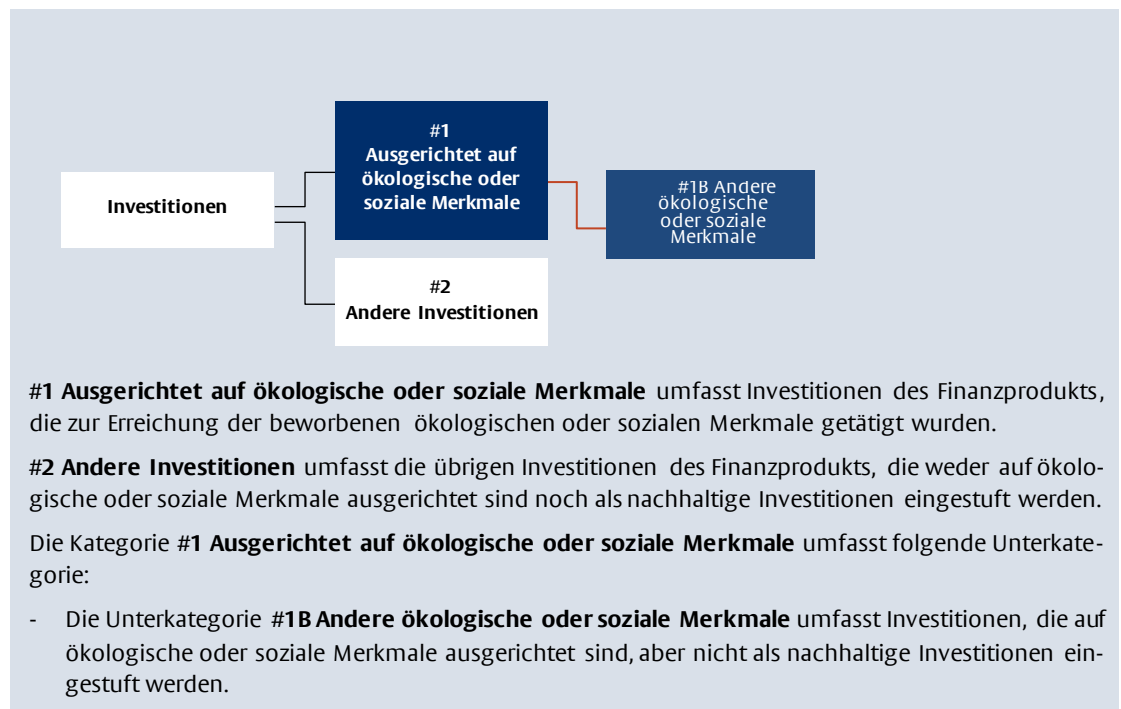 #1
Ausgerichtet auf
ökologische oder
soziale Merkmale
Investitionen
#1B Andere
ökologische
oder soziale
Merkmale
#2
Andere Investitionen
#1 Ausgerichtet auf ökologische oder soziale Merkmale umfasst Investitionen des Finanzprodukts,
die zur Erreichung der beworbenen ökologischen oder sozialen Merkmale getätigt wurden.
#2 Andere Investitionen umfasst die übrigen Investitionen des Finanzprodukts, die weder auf ökolo-
gische oder soziale Merkmale ausgerichtet sind noch als nachhaltige Investitionen eingestuft werden.
Die Kategorie #1 Ausgerichtet auf ökologische oder soziale Merkmale umfasst folgende Unterkate-
gorie:
- Die Unterkategorie #1B Andere ökologische oder soziale Merkmale umfasst Investitionen, die auf
ökologische oder soziale Merkmale ausgerichtet sind, aber nicht als nachhaltige Investitionen ein-
gestuft werden.